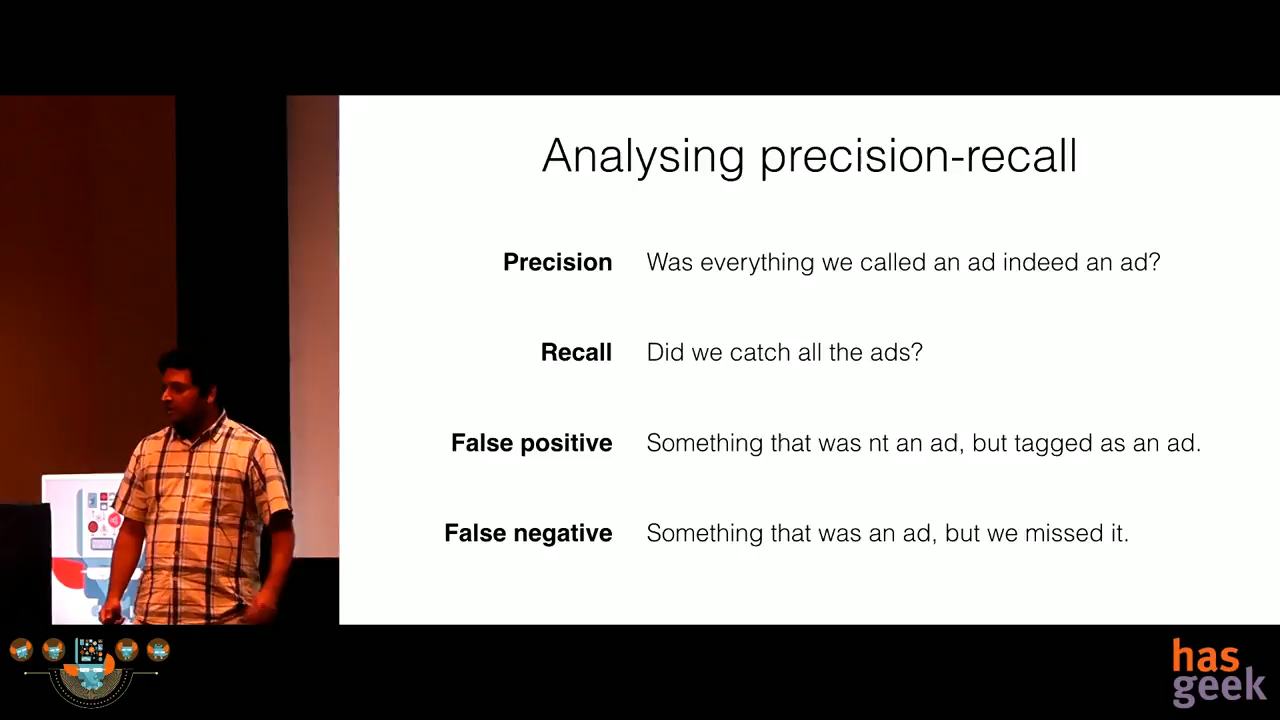 Analysing precision-recall
Precision Was everything we called an ad indeed an ad?
Recall Did we catch all the ads?
False positive Something that was nt an ad, but tagged as an ad.
False negative Something that was an ad, but we missed it.
has
geek